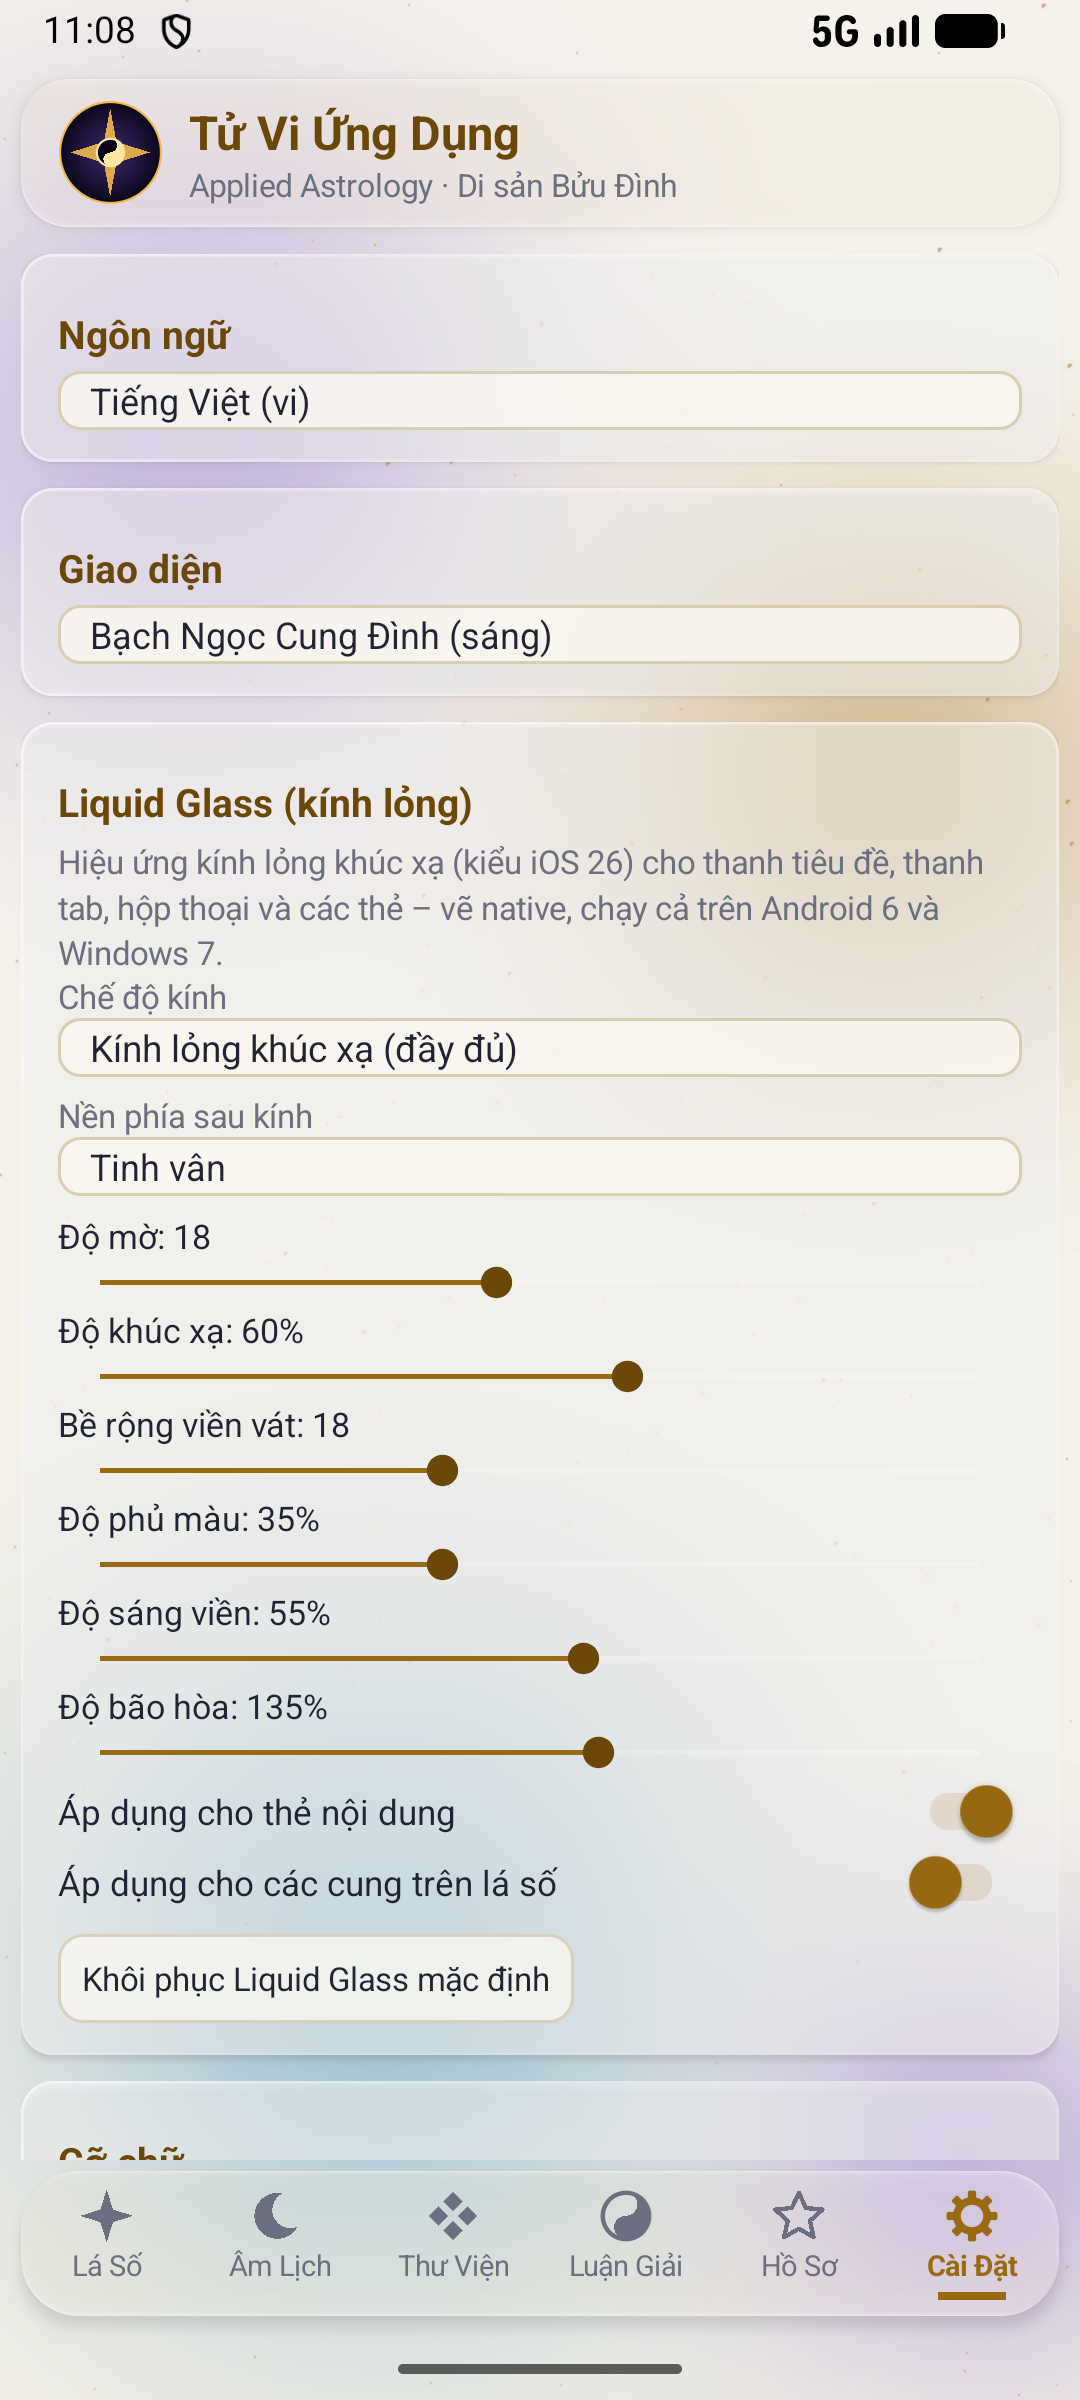 11:08
5G
Tử Vi Ứng Dụng
Applied Astrology · Di sản Bửu Đình
Ngôn ngữ
Tiếng Việt (vi)
Giao diện
Bạch Ngọc Cung Đình (sáng)
Liquid Glass (kính lỏng)
Hiệu ứng kính lỏng khúc xạ (kiểu iOS 26) cho thanh tiêu đề, thanh
tab, hộp thoại và các thẻ – vẽ native, chạy cả trên Android 6 và
Windows 7.
Chế độ kính
Kính lỏng khúc xạ (đầy đủ)
Nền phía sau kính
Tinh vân
Độ mờ: 18
Độ khúc xạ: 60%
Bề rộng viền vát: 18
Độ phủ màu: 35%
Độ sáng viền: 55%
Độ bão hòa: 135%
Áp dụng cho thẻ nội dung
Áp dụng cho các cung trên lá số
Khôi phục Liquid Glass mặc định
Cỡ chữ
Lá Số
Âm Lịch
Thư Viện
Luận Giải
Hồ Sơ
Cài Đặt